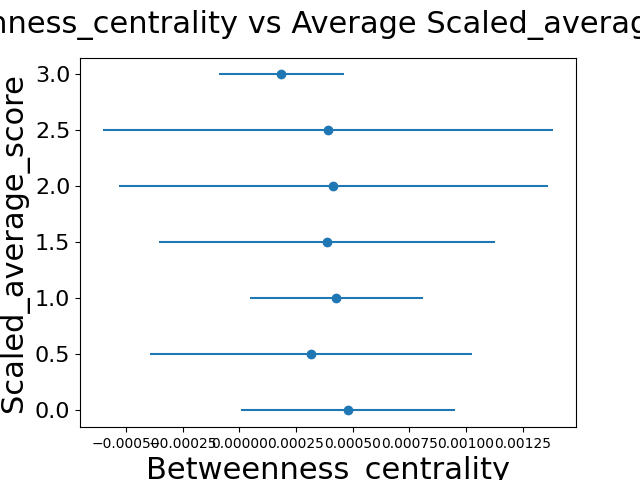 nness_centrality vs Average Scaled_averag
Scaled_average_score
3.0
2.5
2.0
1.5
1.0
0.5
0.0
−0.00050 −0.00025 0.00000 0.00025 0.00050 0.00075 0.00100 0.00125
Betweenness_centrality